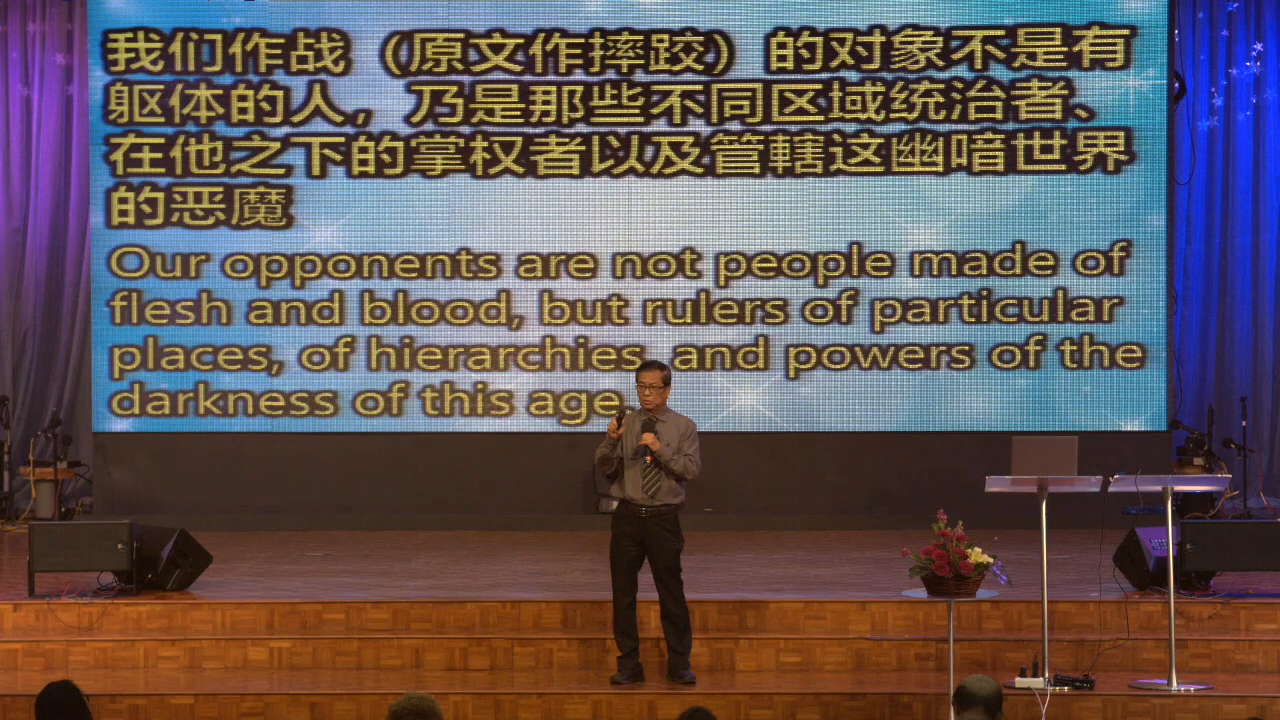 我们作战（原文作摔跤）的对象不是有
躯体的人，乃是那些不同区域统治者、
在他之下的掌权者以及管轄这幽喑世界
的恶魔
Our opponents are not people made of
flesh and blood, but rulers of particular
places, of hierarchies, and powers of the
darkness of this age.